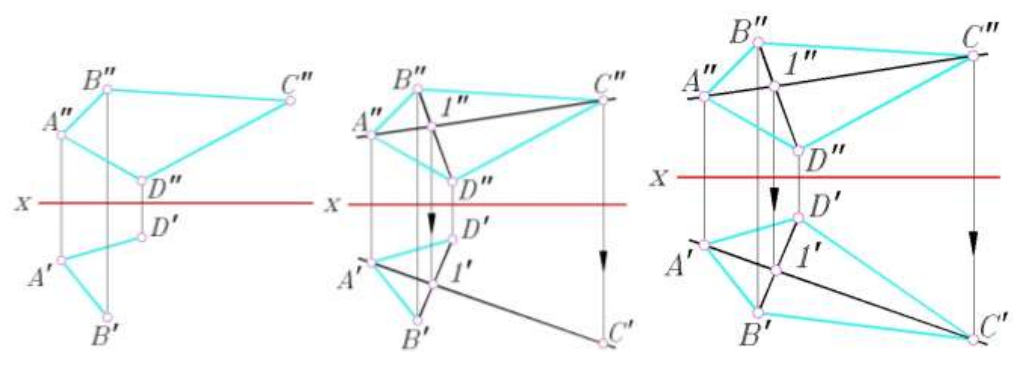 B" C"
A"
D"
x
D'
A'
B'
B" C"
1"
A"
D"
x
D'
A' 1'
B' C'
B" C"
1"
A"
D"
x
D'
A' 1'
B' C'